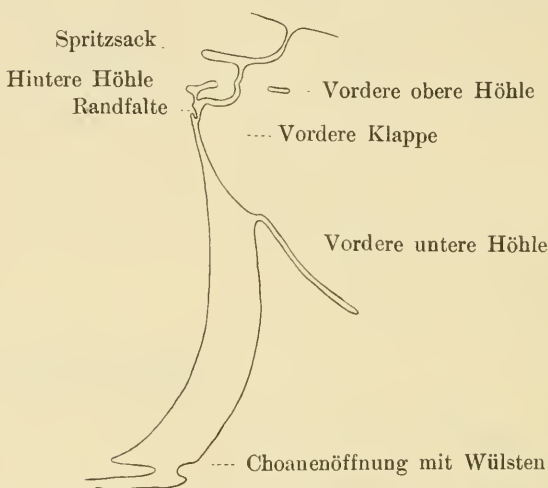 Spritzsack
Hintere Höhle
Randfalte
Vordere obere Höhle
Vordere Klappe
Vordere untere Höhle
Choanenöffnung mit Wülsten